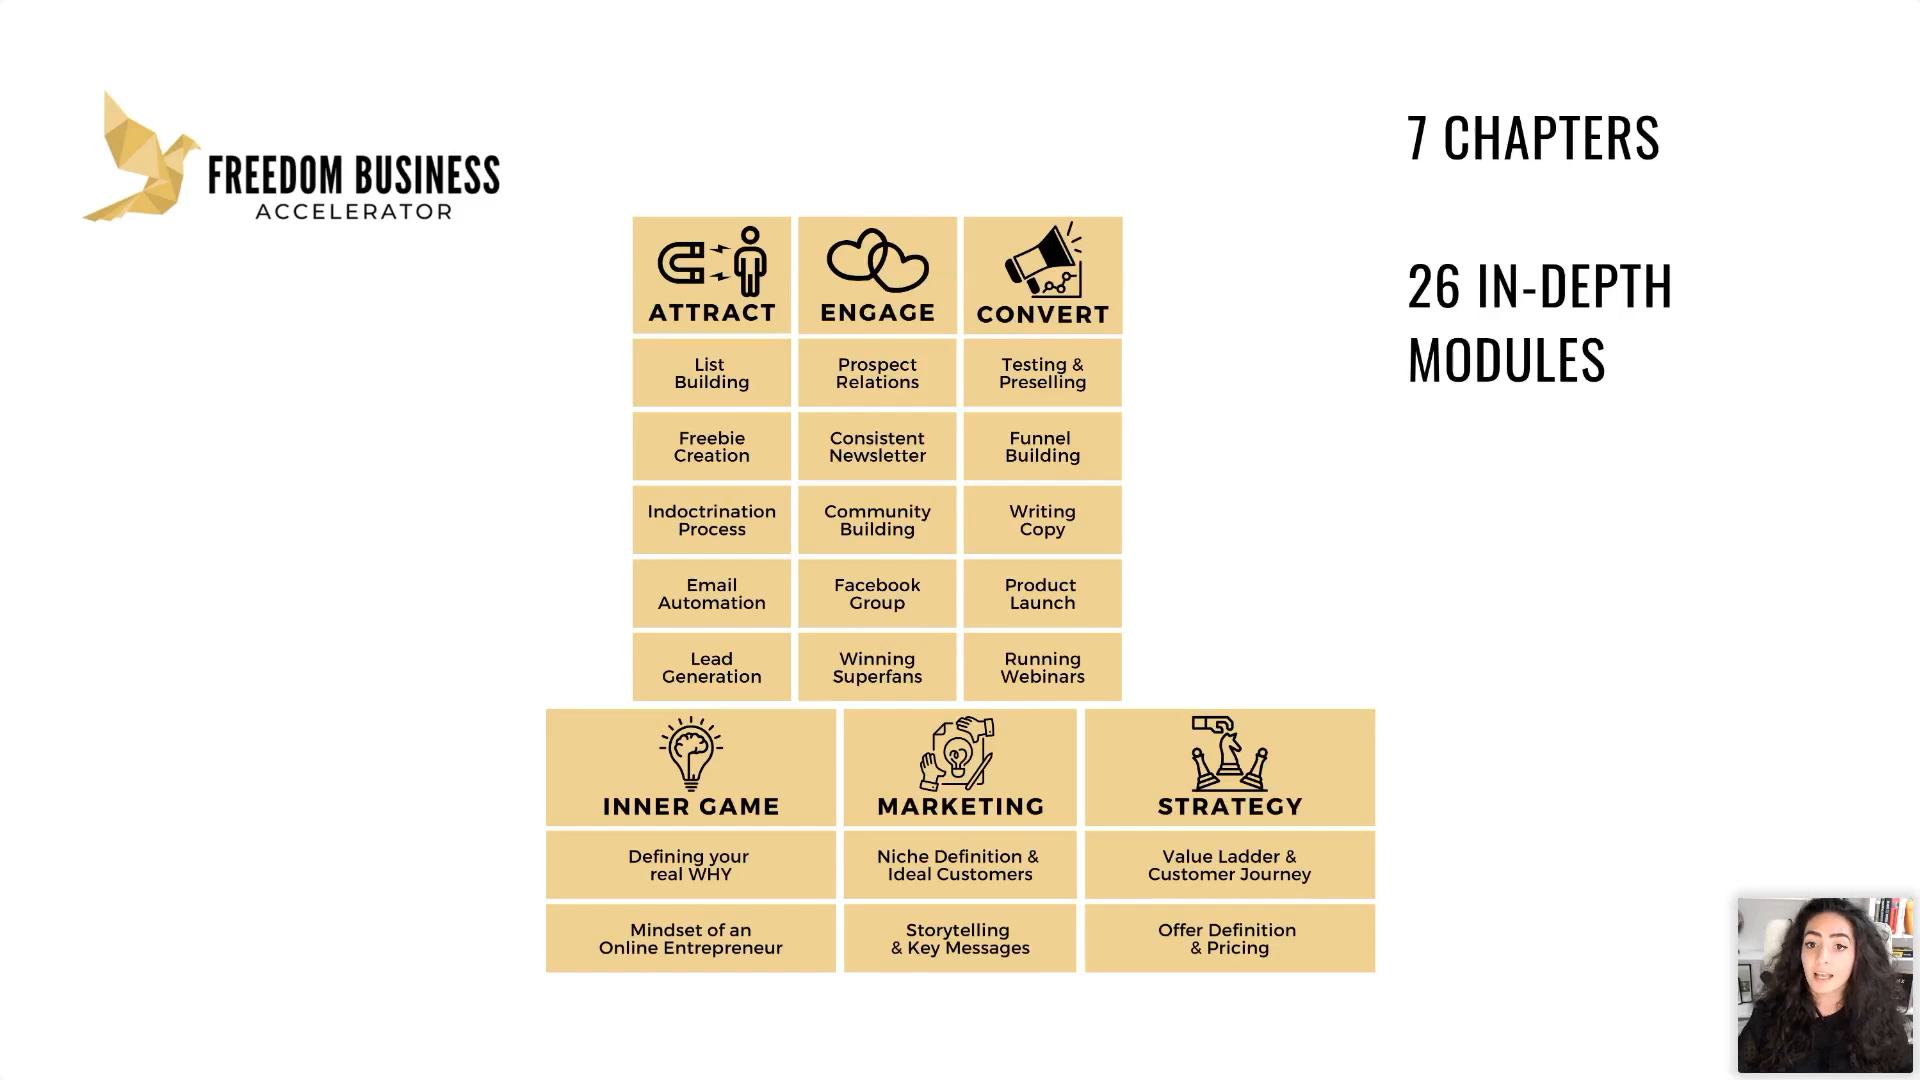 FREEDOM BUSINESS
ACCELERATOR
7 CHAPTERS
26 IN-DEPTH
MODULES
ATTRACT
List
Building
Freebie
Creation
Indoctrination
Process
Email
Automation
Lead
Generation
ENGAGE
Prospect
Relations
Consistent
Newsletter
Community
Building
Facebook
Group
Winning
Superfans
CONVERT
Testing &
Preselling
Funnel
Building
Writing
Copy
Product
Launch
Running
Webinars
INNER GAME
Defining your
real WHY
Mindset of an
Online Entrepreneur
MARKETING
Niche Definition &
Ideal Customers
Storytelling
& Key Messages
STRATEGY
Value Ladder &
Customer Journey
Offer Definition
& Pricing